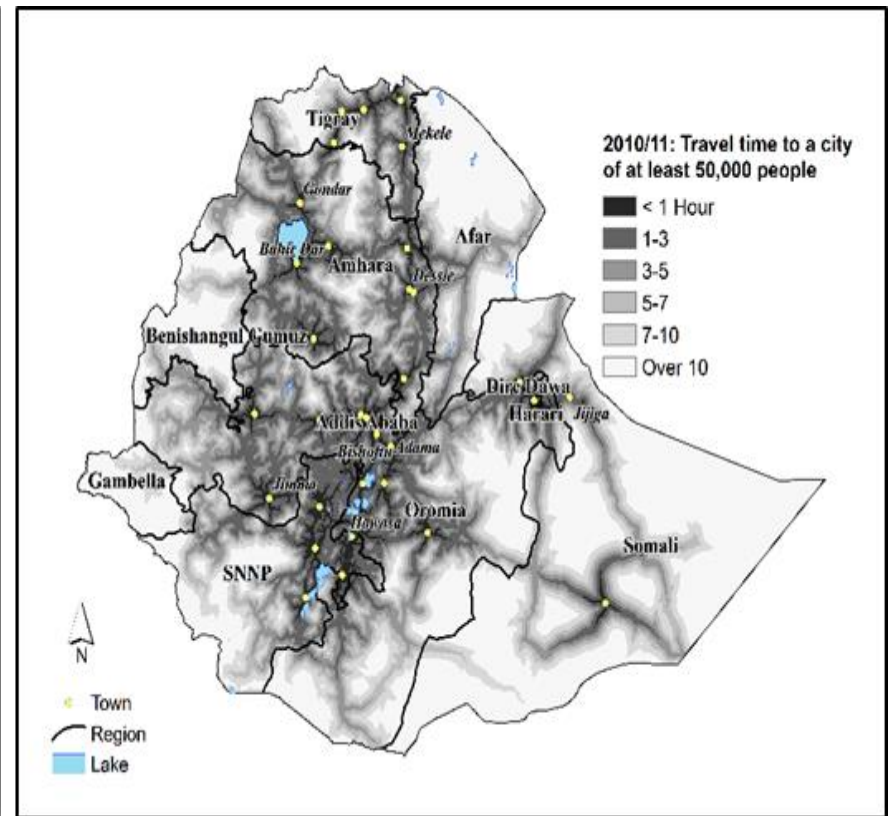 Tigray
Mekele
2010/11: Travel time to a city
of at least 50,000 people
< 1 Hour
1-3
3-5
5-7
7-10
Over 10
Gondar
Afar
Bahir Dar
Amhara
Dessie
Benishangul Gumuz
Dire Dawa
Harari
Jijiga
Addis Ababa
Bishoftu
Adama
Gambella
Jimma
Oromia
Hawasa
Somali
SNNP
N
Town
Region
Lake